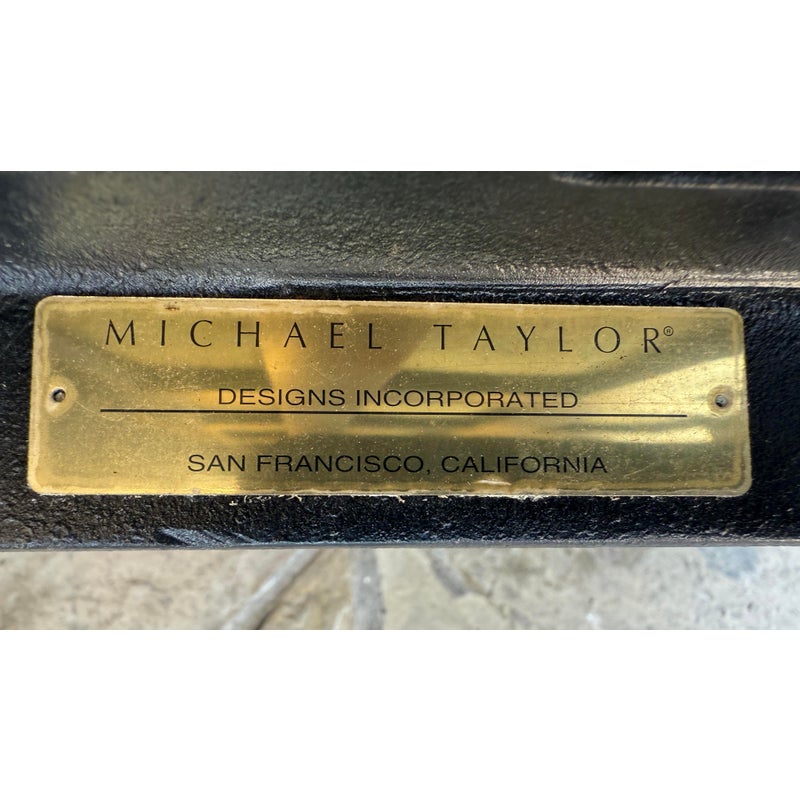 MICHAEL TAYLOR®
DESIGNS INCORPORATED
SAN FRANCISCO, CALIFORNIA